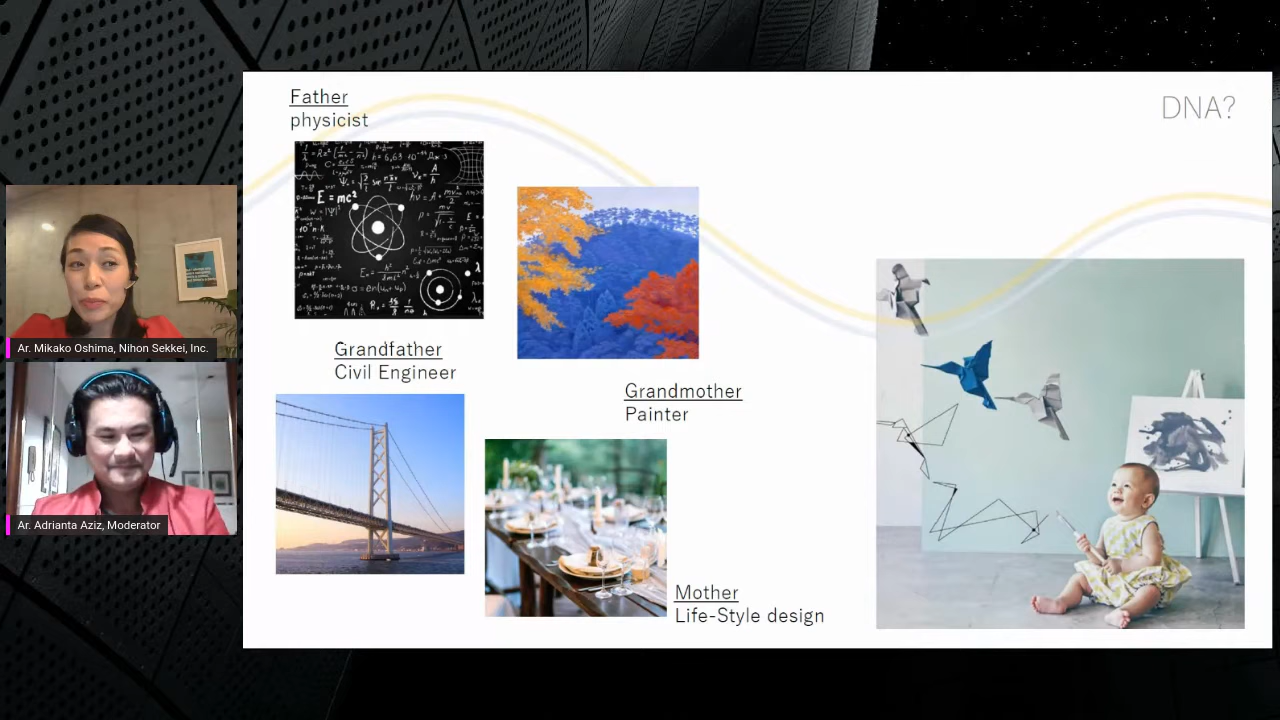 Father
physicist
DNA?
E = mc²
Grandfather
Civil Engineer
Grandmother
Painter
Mother
Life-Style design
Ar. Mikako Oshima, Nihon Sekkei, Inc.
Ar. Adrianta Aziz, Moderator